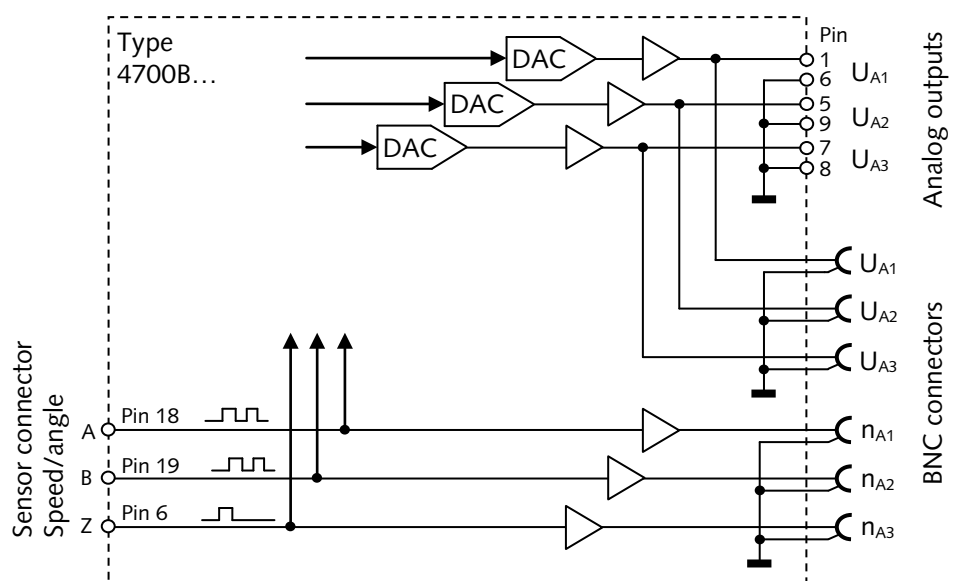 Type
4700B…
DAC
DAC
DAC
Pin
1
6
5
9
7
8
UA1
UA2
UA3
Analog outputs
UA1
UA2
UA3
BNC connectors
nA1
nA2
nA3
Sensor connector
Speed/angle
A
Pin 18
B
Pin 19
Z
Pin 6